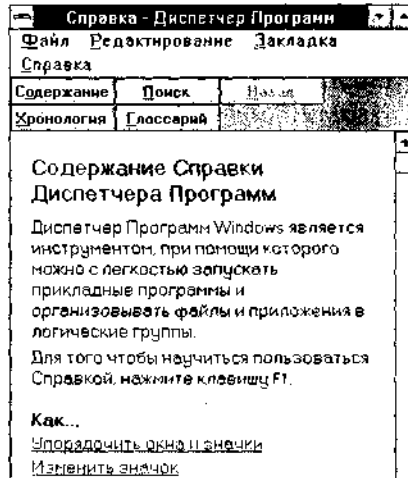 Справка - Диспетчер Программ
Файл Редактирование Закладка
Справка
Содержание Поиск Назад
Хронология Глоссарий
Содержание Справки
Диспетчера Программ
Диспетчер Программ Windows является
инструментом, при помощи которого
можно с легкостью запускать
прикладные программы и
организовывать файлы и приложения в
логические группы.
Для того чтобы научиться пользоваться
Справкой, нажмите клавишу F1.
Как...
Упорядочить окна и значки
Изменить значок